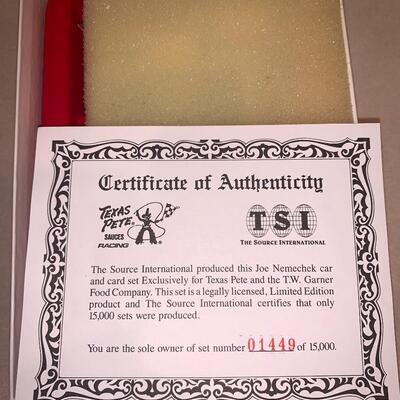 Certificate of Authenticity
TEXAS
PETE
SAUCES
RACING
TSI
THE SOURCE INTERNATIONAL
The Source International produced this Joe Nemechek car
and card set Exclusively for Texas Pete and the T.W. Garner
Food Company. This set is a legally licensed, Limited Edition
product and The Source International certifies that only
15,000 sets were produced.
You are the sole owner of set number 01449 of 15,000.